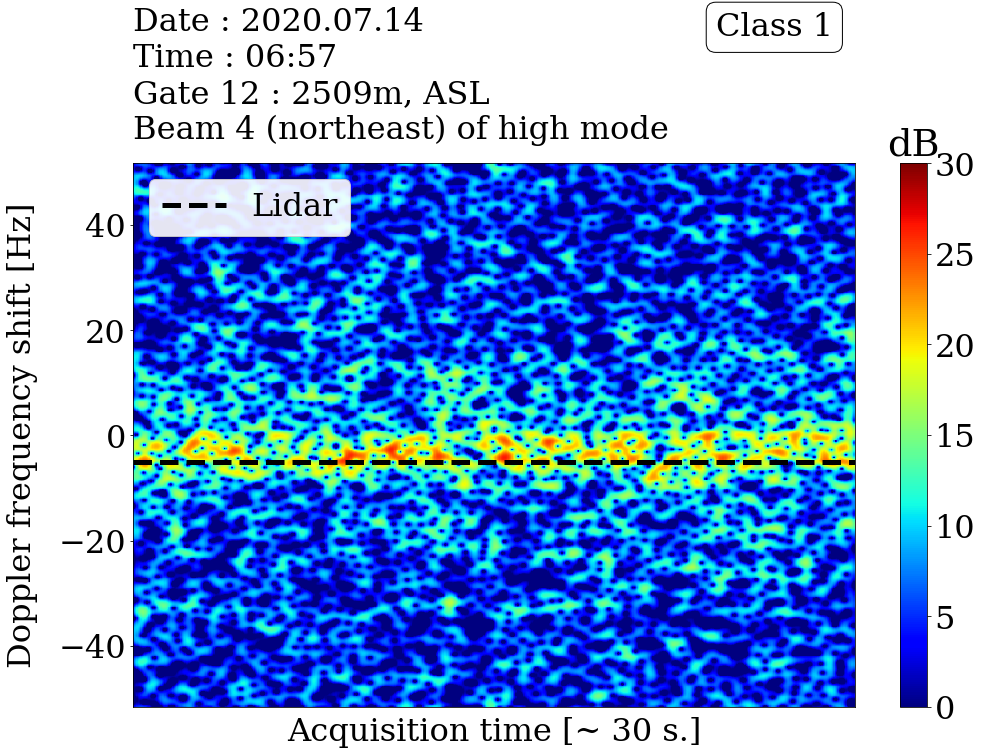 Date : 2020.07.14
Time : 06:57
Gate 12 : 2509m, ASL
Beam 4 (northeast) of high mode
Class 1
dB
Lidar
Doppler frequency shift [Hz]
40
20
0
−20
−40
30
25
20
15
10
5
0
Acquisition time [~ 30 s.]